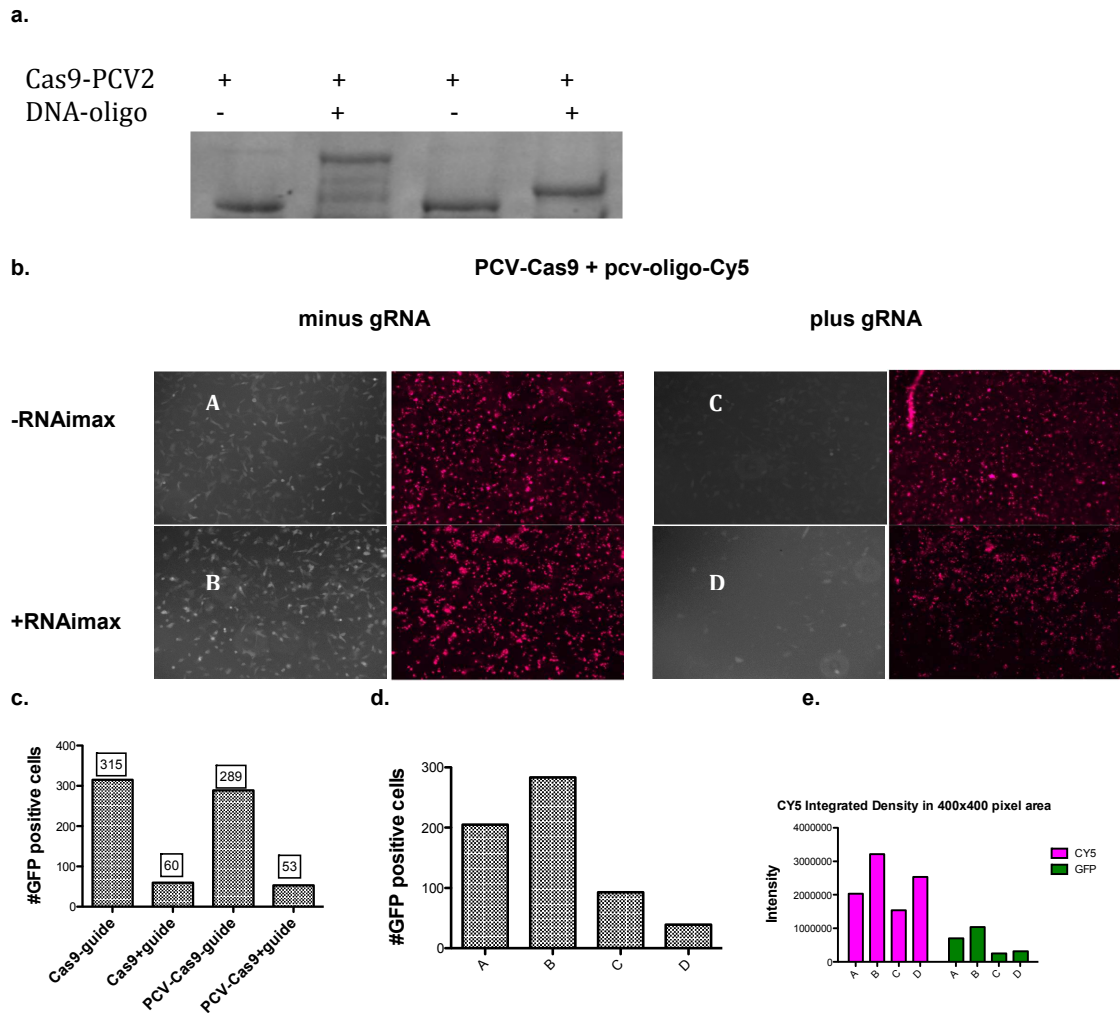 a.
Cas9-PCV2 + + + +
DNA-oligo - + - +
b.
PCV-Cas9 + pcv-oligo-Cy5
minus gRNA plus gRNA
-RNAimax
A
C
+RNAimax
B
D
c.
#GFP positive cells
400
300
200
100
0
315
60
289
53
Cas9-guide
Cas9+guide
PCV-Cas9-guide
PCV-Cas9+guide
d.
#GFP positive cells
300
200
100
0
A B C D
e.
CY5 Integrated Density in 400x400 pixel area
Intensity
4000000
3000000
2000000
1000000
0
A B C D A B C D
CY5
GFP